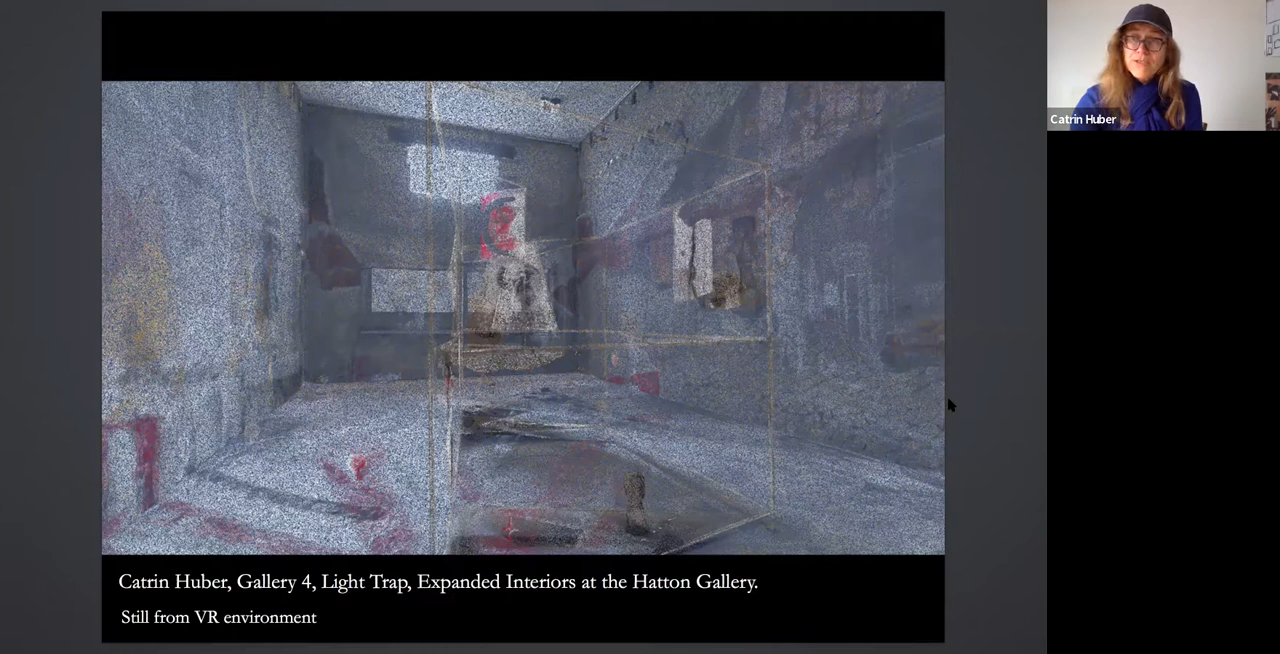 Catrin Huber
Catrin Huber, Gallery 4, Light Trap, Expanded Interiors at the Hatton Gallery.
Still from VR environment